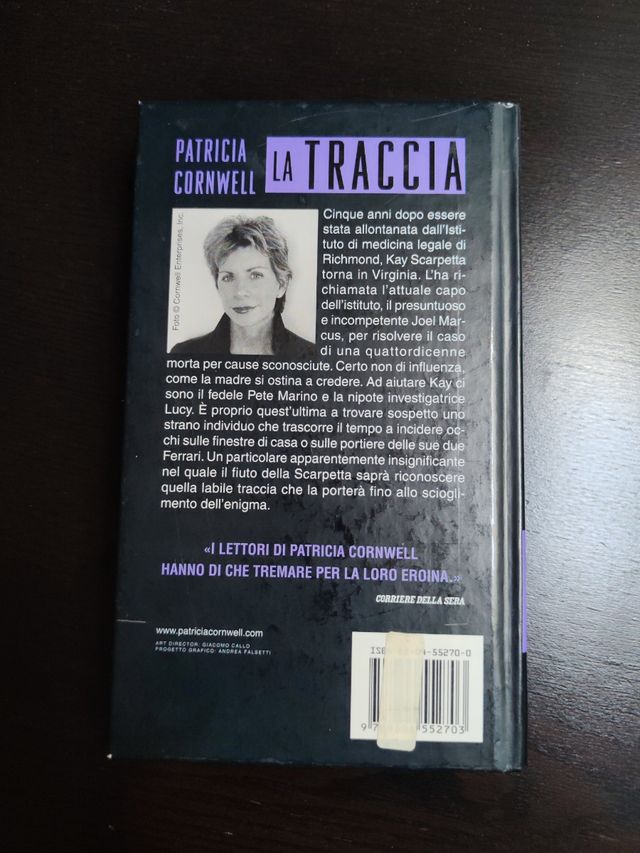 PATRICIA
CORNWELL
LA TRACCIA
Foto © Cornwell Enterprises, Inc.
Cinque anni dopo essere
stata allontanata dall'Isti-
tuto di medicina legale di
Richmond, Kay Scarpetta
torna in Virginia. L'ha ri-
chiamata l'attuale capo
dell'istituto, il presuntuoso
e incompetente Joel Mar-
cus, per risolvere il caso
di una quattordicenne
morta per cause sconosciute. Certo non di influenza,
come la madre si ostina a credere. Ad aiutare Kay ci
sono il fedele Pete Marino e la nipote investigatrice
Lucy. È proprio quest'ultima a trovare sospetto uno
strano individuo che trascorre il tempo a incidere oc-
chi sulle finestre di casa o sulle portiere delle sue due
Ferrari. Un particolare apparentemente insignificante
nel quale il fiuto della Scarpetta saprà riconoscere
quella labile traccia che la porterà fino allo sciogli-
mento dell'enigma.
«I LETTORI DI PATRICIA CORNWELL
HANNO DI CHE TREMARE PER LA LORO EROINA.»
CORRIERE DELLA SERA
www.patriciacornwell.com
ART DIRECTOR: GIACOMO CALLO
PROGETTO GRAFICO: ANDREA FALSETTI
55270-0
9 552703